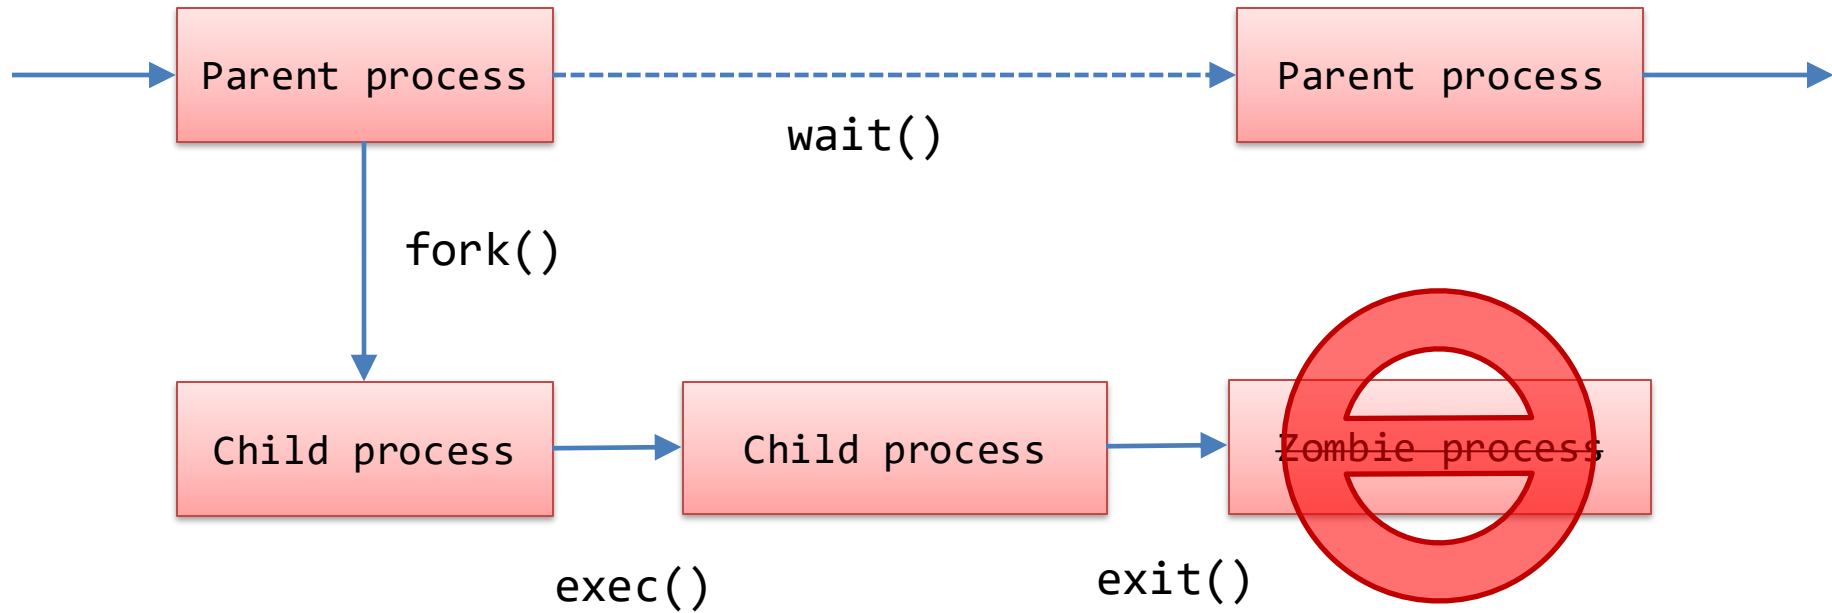 Parent process
Parent process
wait()
fork()
Child process
Child process
Zombie process
exec()
exit()